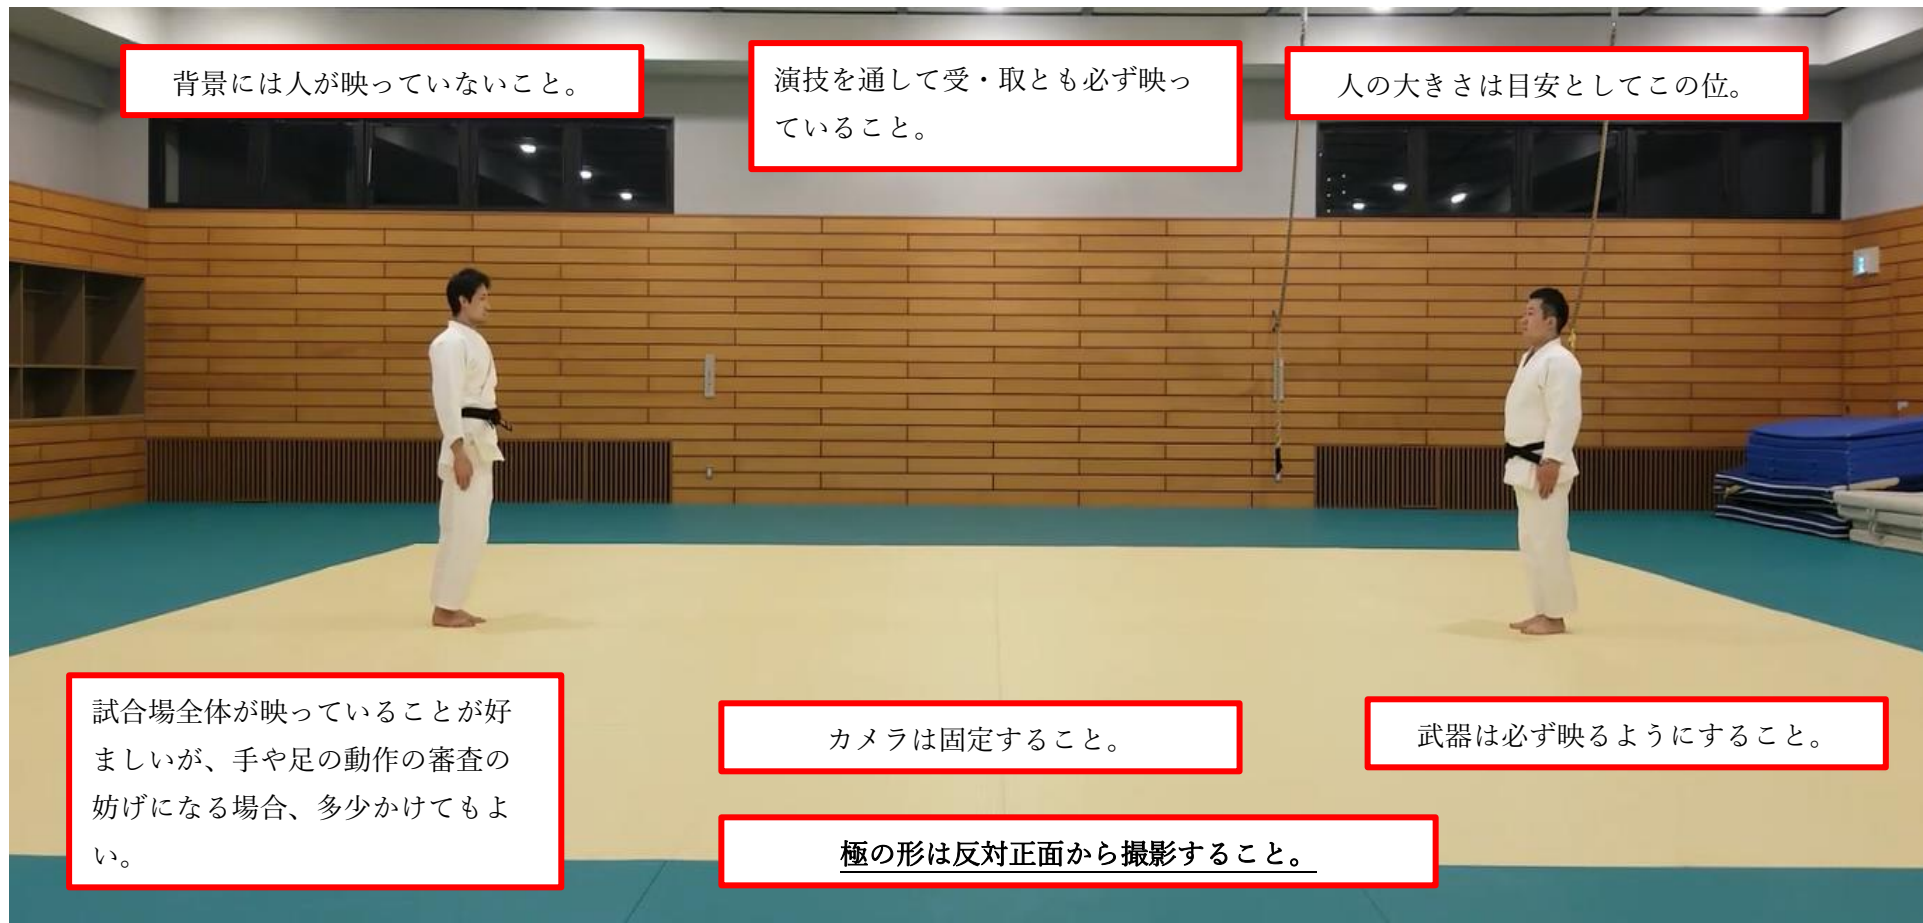 背景には人が映っていないこと。
演技を通して受・取とも必ず映っ
ていること。
人の大きさは目安としてこの位。
試合場全体が映っていることが好
ましいが、手や足の動作の審査の
妨げになる場合、多少かけてもよ
い。
カメラは固定すること。
武器は必ず映るようにすること。
極の形は反対正面から撮影すること。